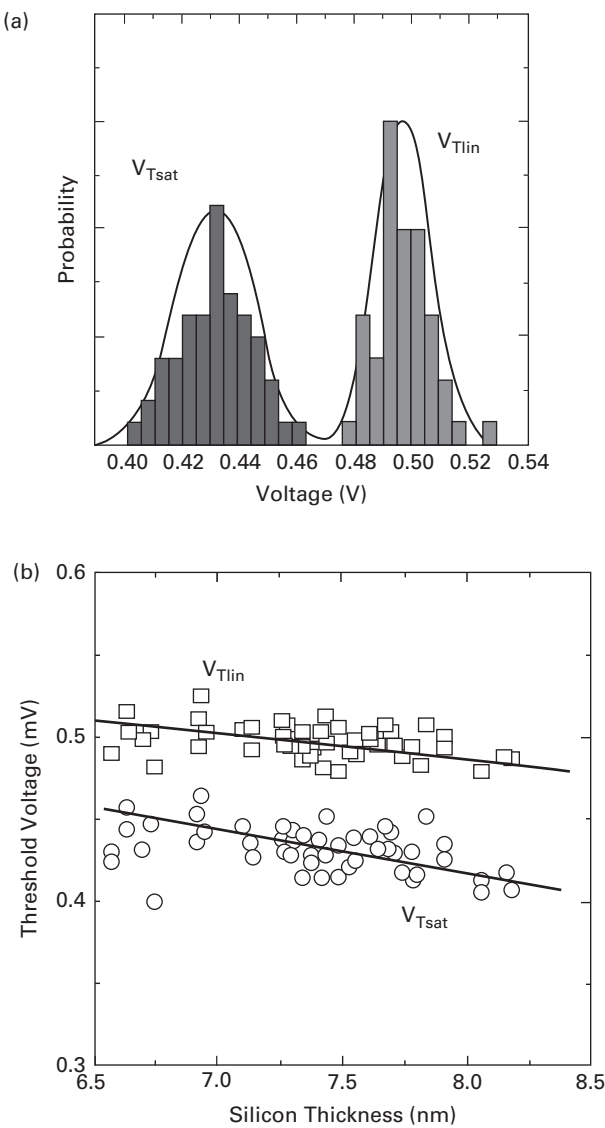 (a)
V_Tsat
V_Tlin
Probability
0.40 0.42 0.44 0.46 0.48 0.50 0.52 0.54
Voltage (V)
(b)
0.6
V_Tlin
0.5
Threshold Voltage (mV)
0.4
V_Tsat
0.3
6.5 7.0 7.5 8.0 8.5
Silicon Thickness (nm)